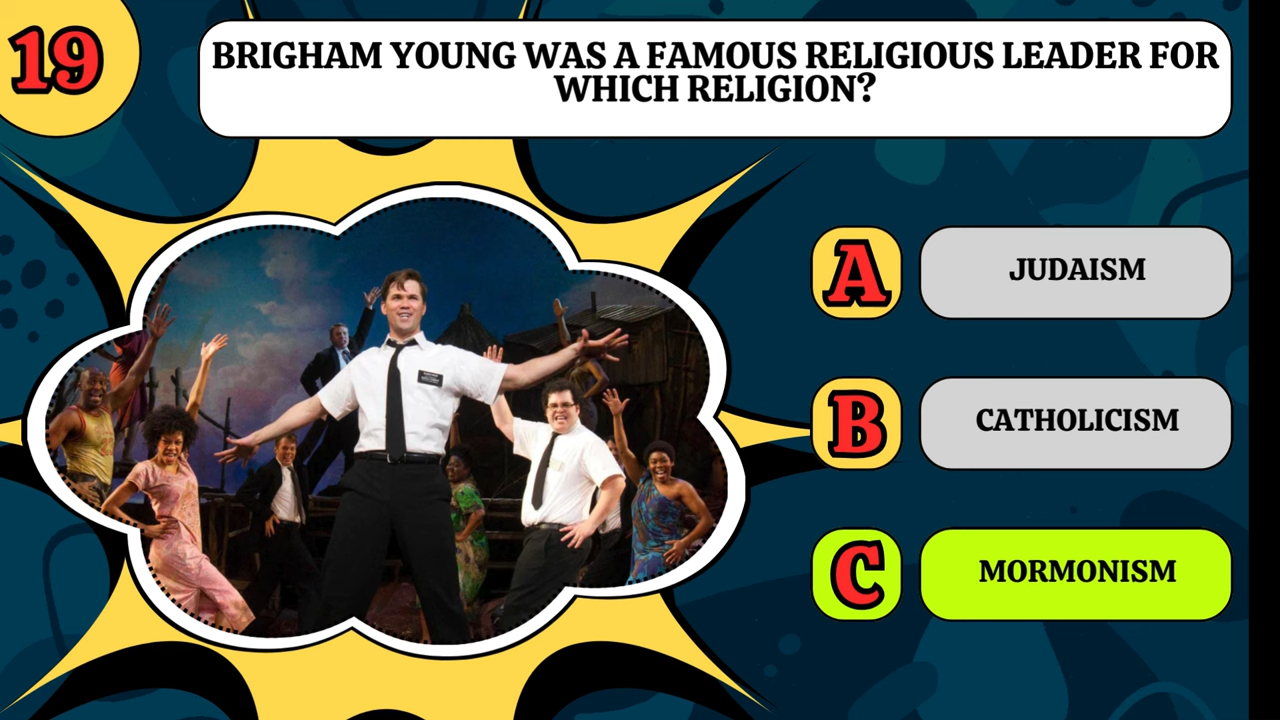 19
BRIGHAM YOUNG WAS A FAMOUS RELIGIOUS LEADER FOR
WHICH RELIGION?
A
JUDAISM
B
CATHOLICISM
C
MORMONISM